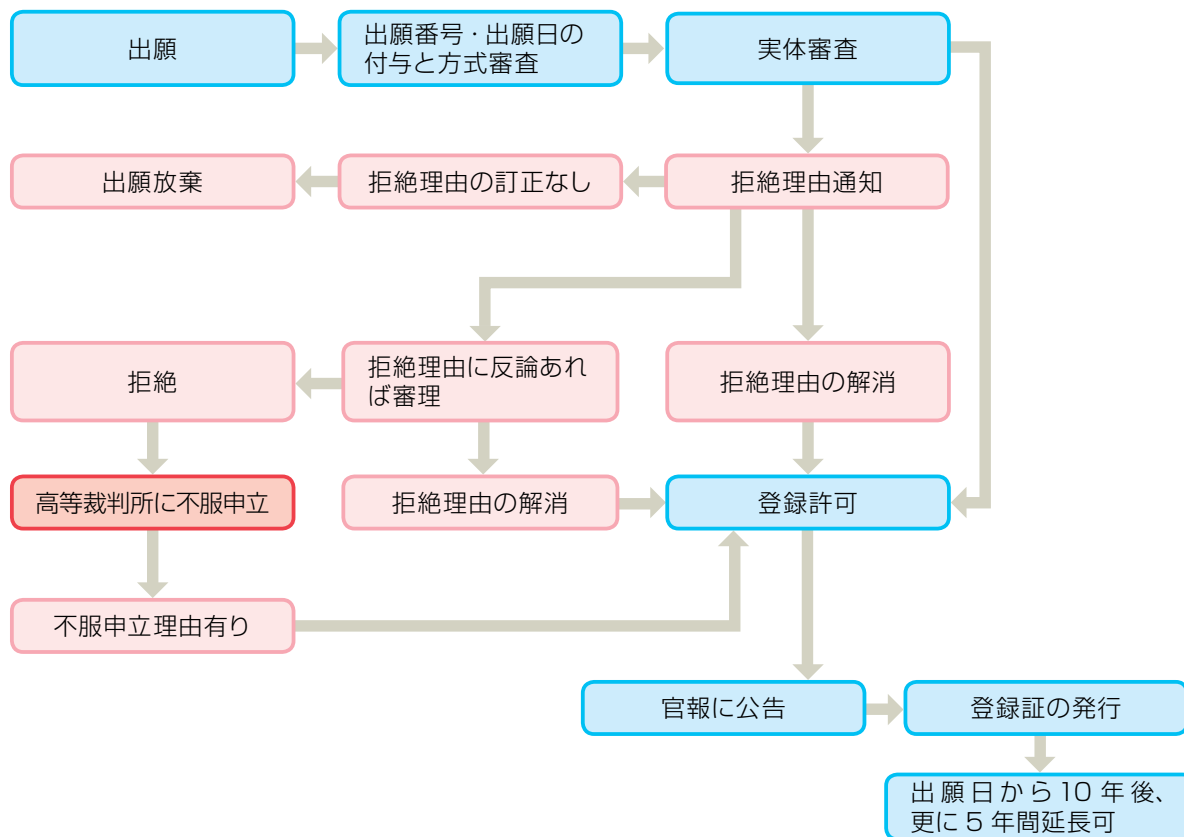 出願
出願番号・出願日の
付与と方式審査
実体審査
出願放棄
拒絶理由の訂正なし
拒絶理由通知
拒絶
拒絶理由に反論あれ
ば審理
拒絶理由の解消
高等裁判所に不服申立
拒絶理由の解消
登録許可
不服申立理由有り
官報に公告
登録証の発行
出願日から10年後、
更に5年間延長可